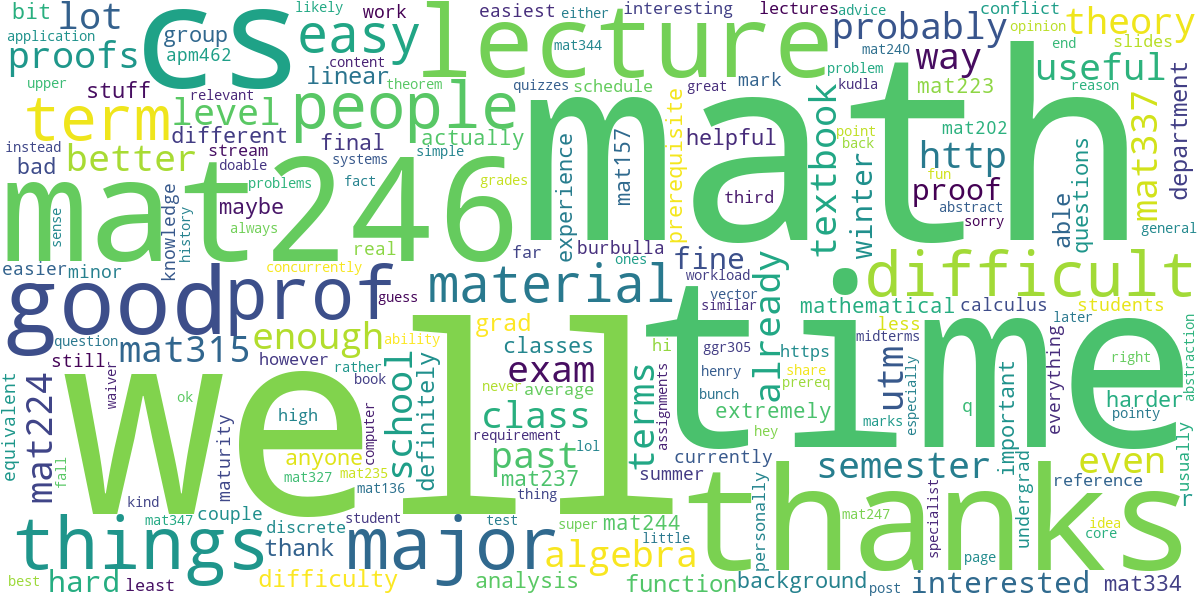 bit
lot
work
group
likely
application
apm462
proofs
content
linear
upper
relevant
theorem
stuff
cs
easy
easiest
either
interesting
lectures
advice
conflict
opinion
theory
mat344
lecture
probably
mat240
end
slides
problem
kudla
way
useful
quizzes
schedule
great
mark
reason
mat223
term
level
people
different
actually
final
instead
bad
better
stream
doable
systems
simple
fact
problems
grades
maybe
always
real
knowledge
history
sense
mat246
math
experience
mat157
prerequisite
helpful
third
textbook
point
back
winter
http
mat202
fun
proof
abstract
sorry
able
questions
mat337
department
general
easier
minor
concurrently
far
burbulla
ones
fine
workload
good
prof
guess
material
vector
similar
already
difficult
mathematical
calculus
students
later
question
mat315
enough
ability
grad
classes
hi
ggr305
https
less
midterms
utm
still
however
rather
book
exam
never
average
henry
share
prereq
bunch
extremely
marks
especially
q
important
everything
right
harder
pointy
abstraction
equivalent
mat224
waiver
ok
high
school
definitely
class
terms
assignments
hey
well
time
fall
maturity
anyone
computer
mat327
mat235
mat136
requirement
lol
past
mat237
thing
currently
summer
semester
even
usually
reference
undergrad
kind
mat347
couple
things
discrete
student
test
super
mat244
little
personally
thanks
mat247
specialist
idea
core
thank
major
algebra
page
best
hard
least
difficulty
analysis
function
background
post
interested
mat334